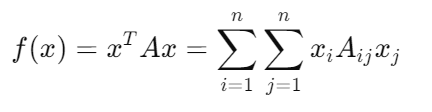 f(x) = x^T Ax = \sum_{i=1}^{n} \sum_{j=1}^{n} x_i A_{ij} x_j